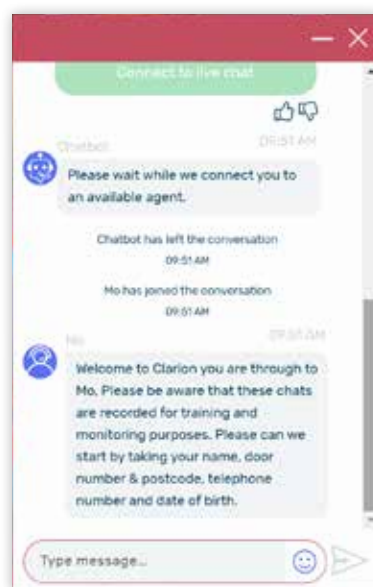 Connect to live chat
Chatbot 09:51 AM
Please wait while we connect you to
an available agent.
Chatbot has left the conversation
09:51 AM
Mo has joined the conversation
09:51 AM
Mo 09:51 AM
Welcome to Clarion you are through to
Mo. Please be aware that these chats
are recorded for training and
monitoring purposes. Please can we
start by taking your name, door
number & postcode, telephone
number and date of birth.
Type message...